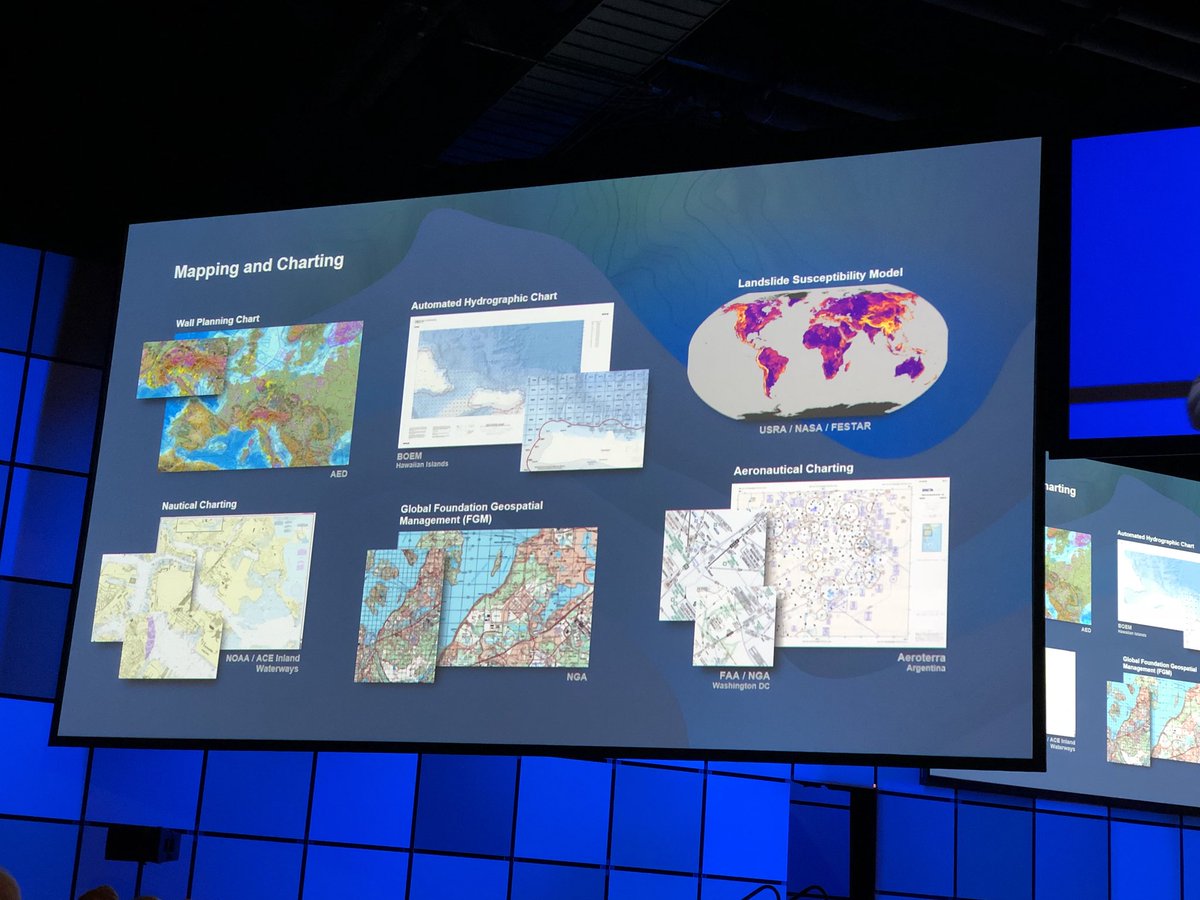 Mapping and Charting
Wall Planning Chart
AED
Automated Hydrographic Chart
BOEM
Hawaiian Islands
Landslide Susceptibility Model
USRA / NASA / FESTAR
Nautical Charting
NOAA / ACE Inland
Waterways
Global Foundation Geospatial
Management (FGM)
NGA
Aeronautical Charting
FAA / NGA
Washington DC
Aeroterra
Argentina
harting
Automated Hydrographic Chart
AED
BOEM
Hawaiian Islands
Global Foundation Geospatial
Management (FGM)
/ ACE Inland
Waterways